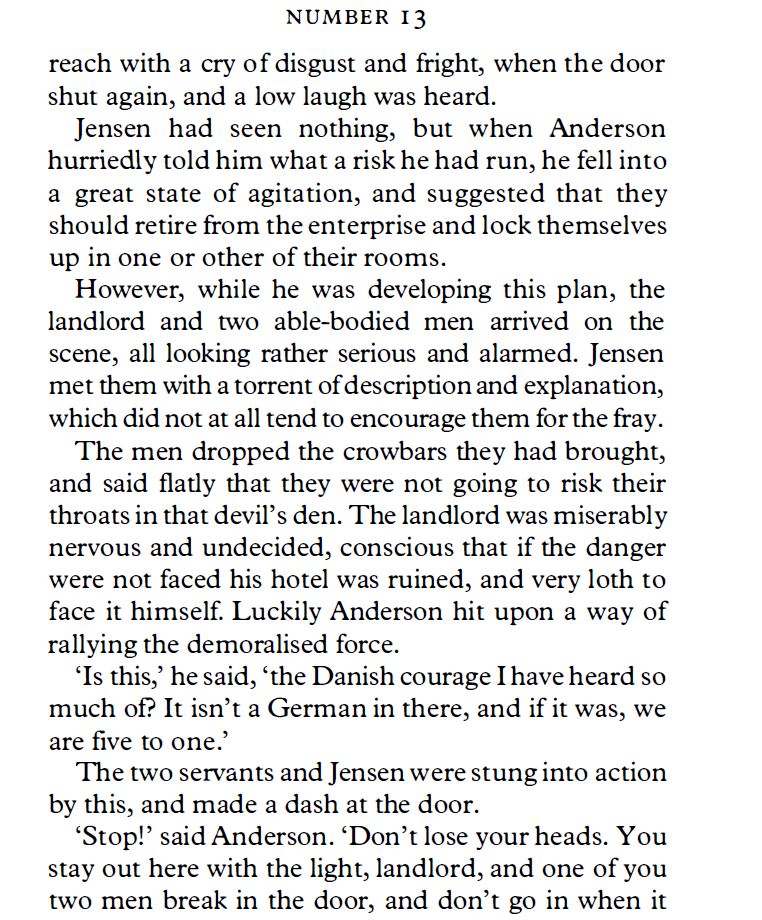 NUMBER 13
reach with a cry of disgust and fright, when the door
shut again, and a low laugh was heard.
Jensen had seen nothing, but when Anderson
hurriedly told him what a risk he had run, he fell into
a great state of agitation, and suggested that they
should retire from the enterprise and lock themselves
up in one or other of their rooms.
However, while he was developing this plan, the
landlord and two able-bodied men arrived on the
scene, all looking rather serious and alarmed. Jensen
met them with a torrent of description and explanation,
which did not at all tend to encourage them for the fray.
The men dropped the crowbars they had brought,
and said flatly that they were not going to risk their
throats in that devil’s den. The landlord was miserably
nervous and undecided, conscious that if the danger
were not faced his hotel was ruined, and very loth to
face it himself. Luckily Anderson hit upon a way of
rallying the demoralised force.
‘Is this,’ he said, ‘the Danish courage I have heard so
much of? It isn’t a German in there, and if it was, we
are five to one.’
The two servants and Jensen were stung into action
by this, and made a dash at the door.
‘Stop!’ said Anderson. ‘Don’t lose your heads. You
stay out here with the light, landlord, and one of you
two men break in the door, and don’t go in when it